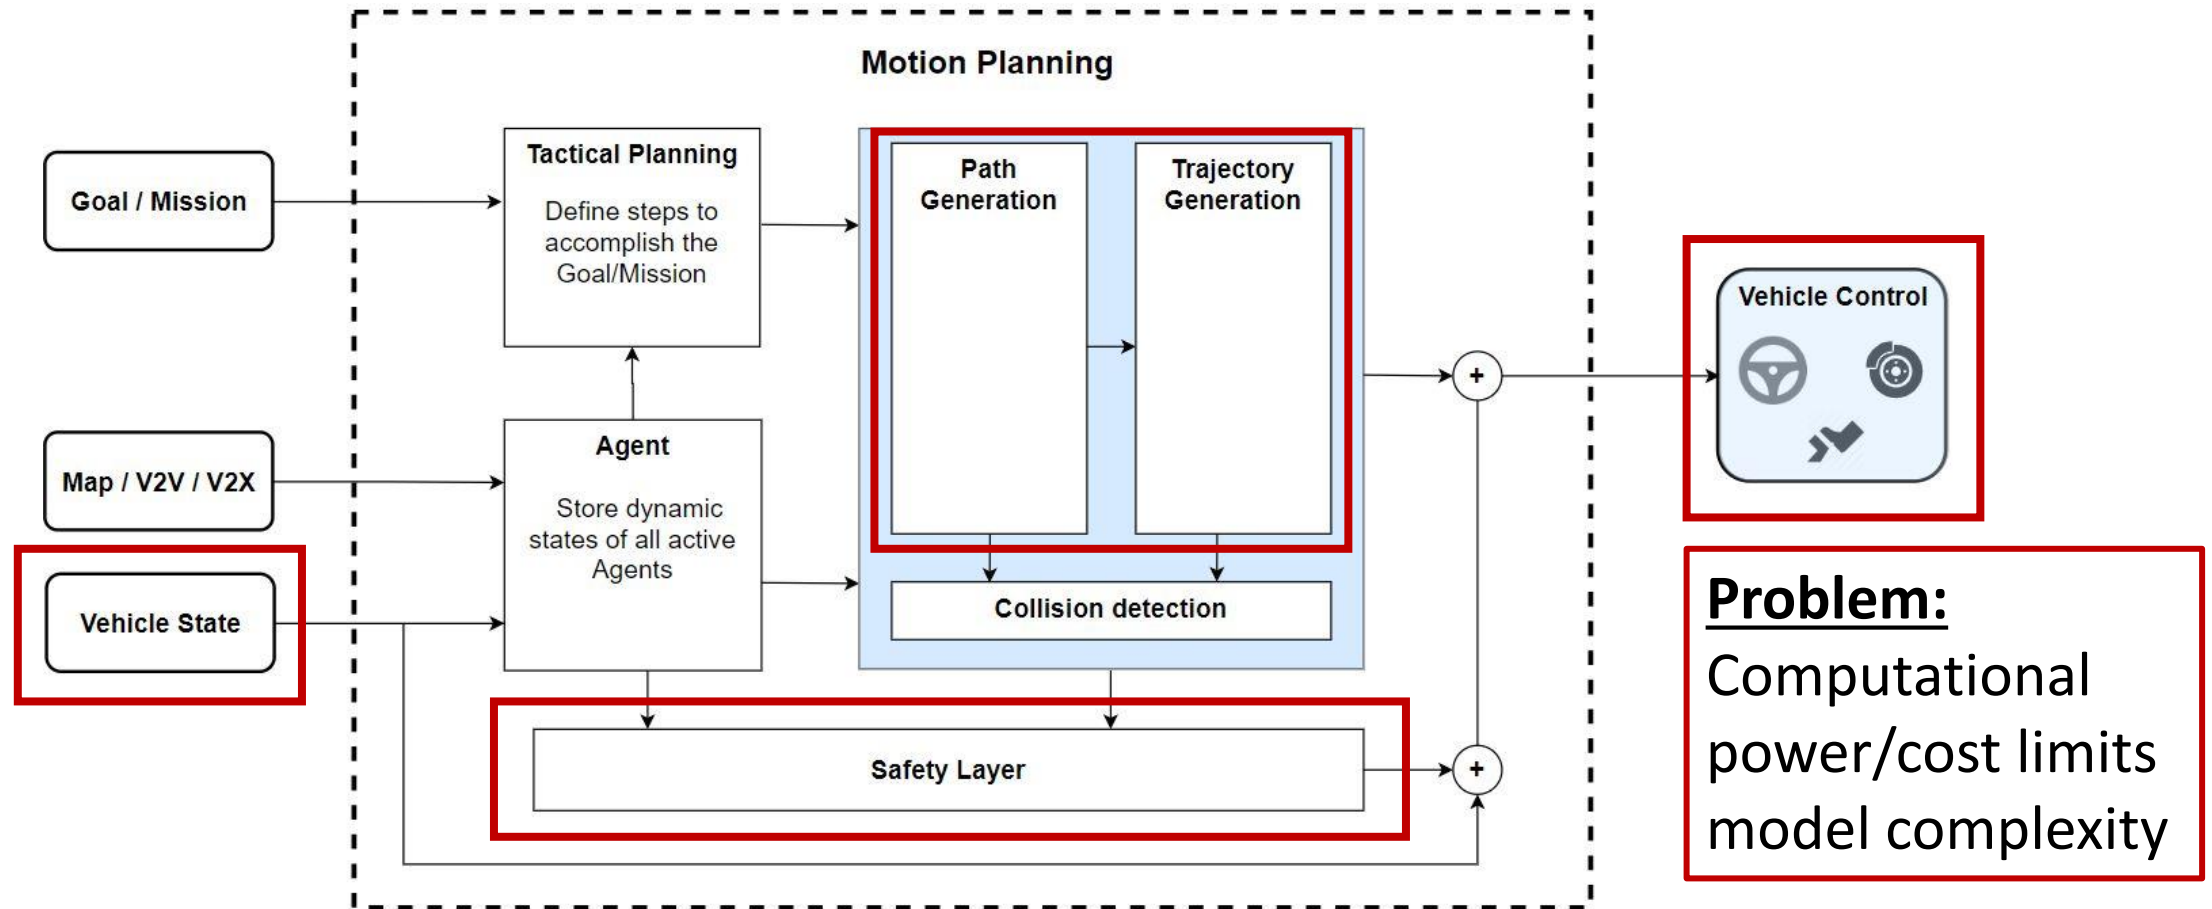 Motion Planning
Goal / Mission
Tactical Planning
Define steps to
accomplish the
Goal/Mission
Path
Generation
Trajectory
Generation
Vehicle Control
+
Map / V2V / V2X
Agent
Store dynamic
states of all active
Agents
Vehicle State
Collision detection
Safety Layer
+
Problem:
Computational
power/cost limits
model complexity